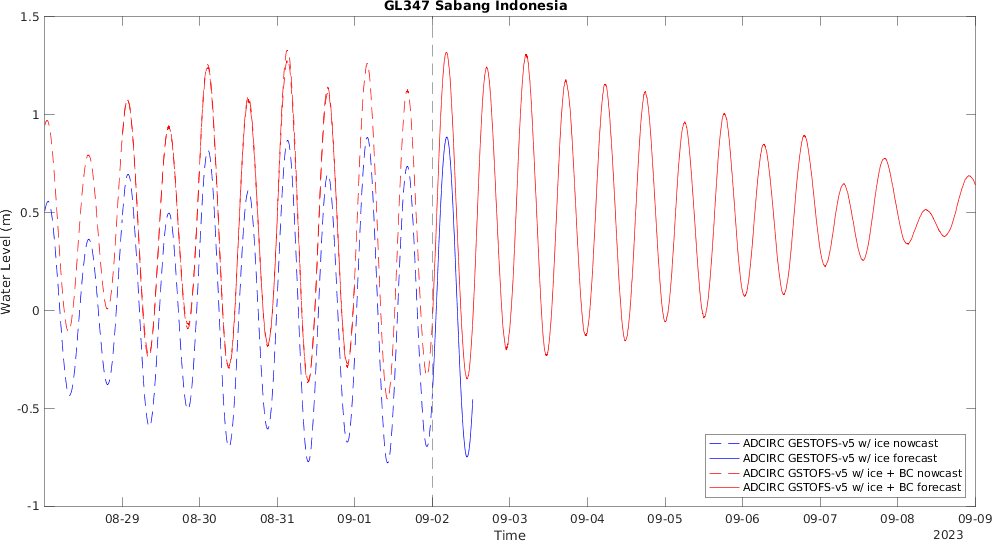 GL347 Sabang Indonesia
1.5
1
0.5
0
-0.5
-1
Water Level (m)
ADCIRC GESTOFS-v5 w/ ice nowcast
ADCIRC GESTOFS-v5 w/ ice forecast
ADCIRC GSTOFS-v5 w/ ice + BC nowcast
ADCIRC GSTOFS-v5 w/ ice + BC forecast
08-29 08-30 08-31 09-01 09-02 09-03 09-04 09-05 09-06 09-07 09-08 09-09
Time
2023